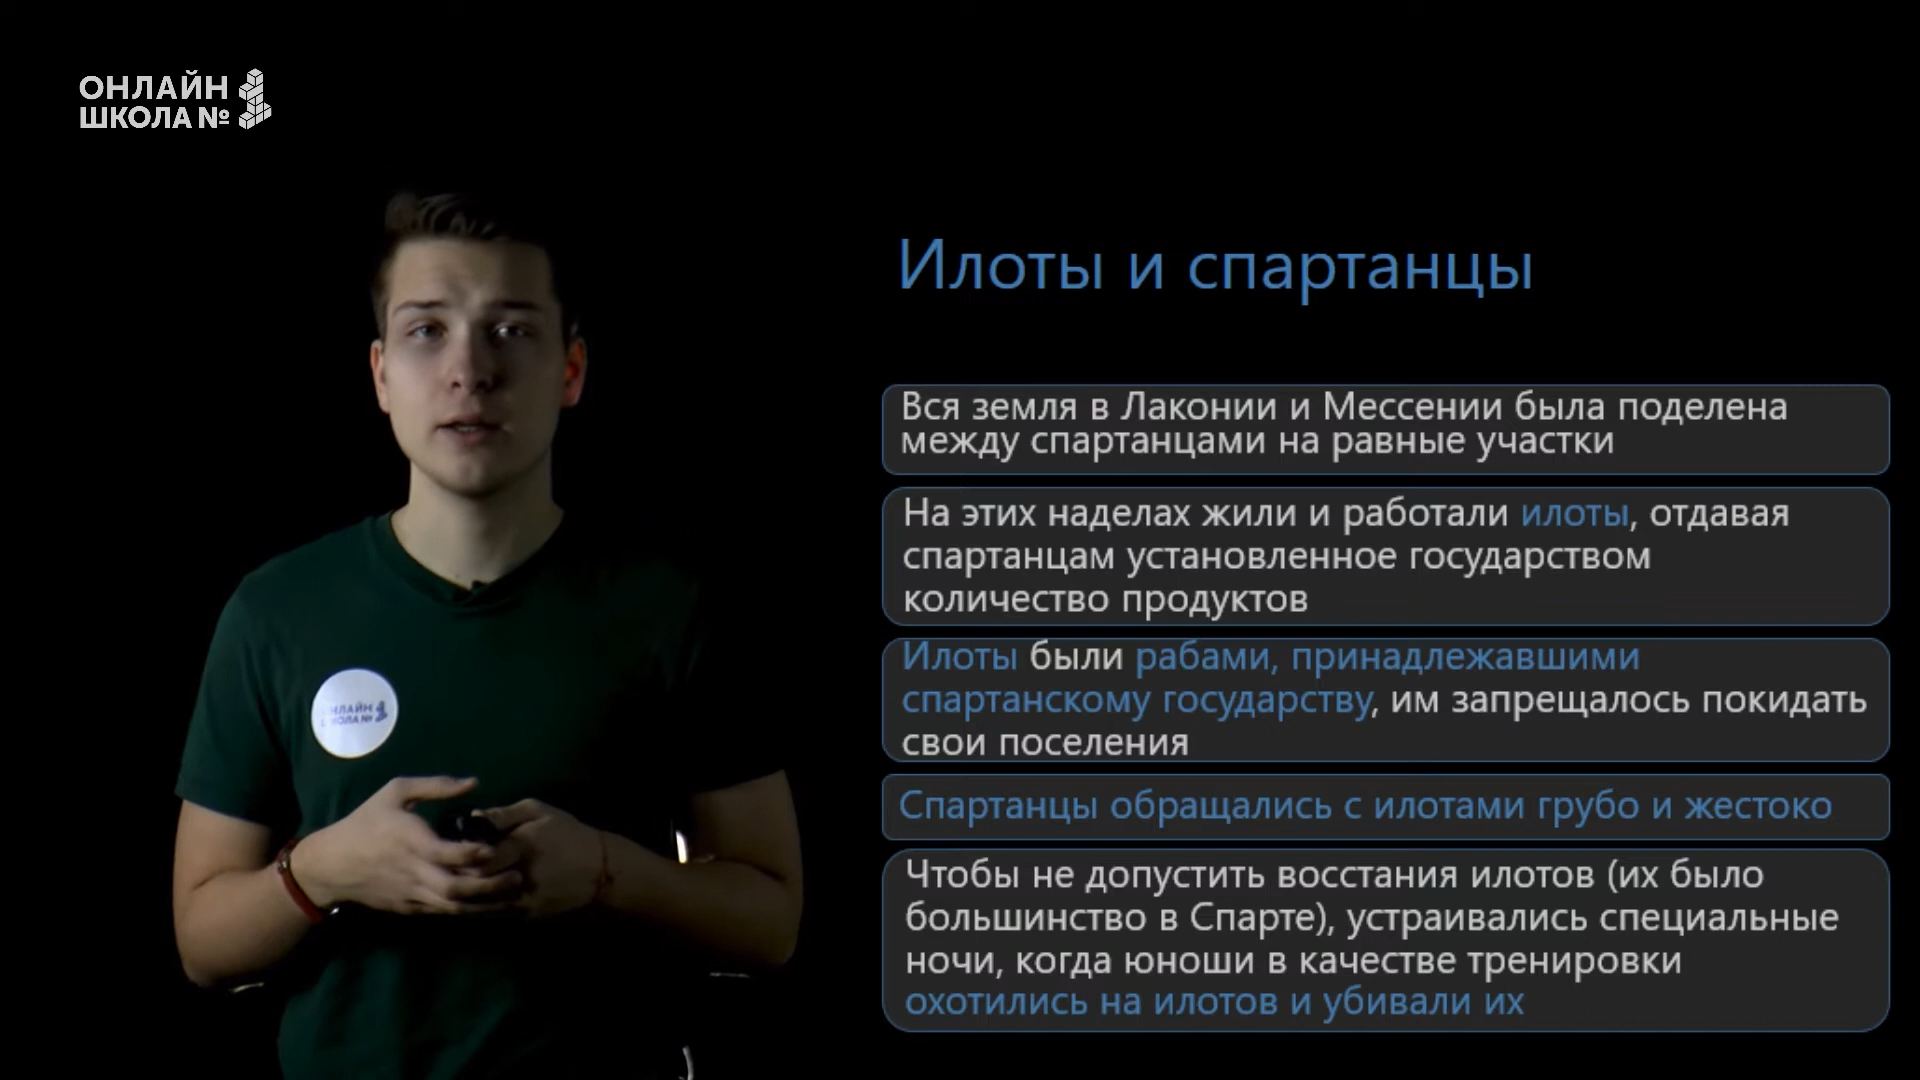 ОНЛАЙН
ШКОЛА №
Илоты и спартанцы
Вся земля в Лаконии и Мессении была поделена
между спартанцами на равные участки
На этих наделах жили и работали илоты, отдавая
спартанцам установленное государством
количество продуктов
Илоты были рабами, принадлежавшими
спартанскому государству, им запрещалось покидать
свои поселения
Спартанцы обращались с илотами грубо и жестоко
Чтобы не допустить восстания илотов (их было
большинство в Спарте), устраивались специальные
ночи, когда юноши в качестве тренировки
охотились на илотов и убивали их
ОНЛАЙН
ШКОЛА №